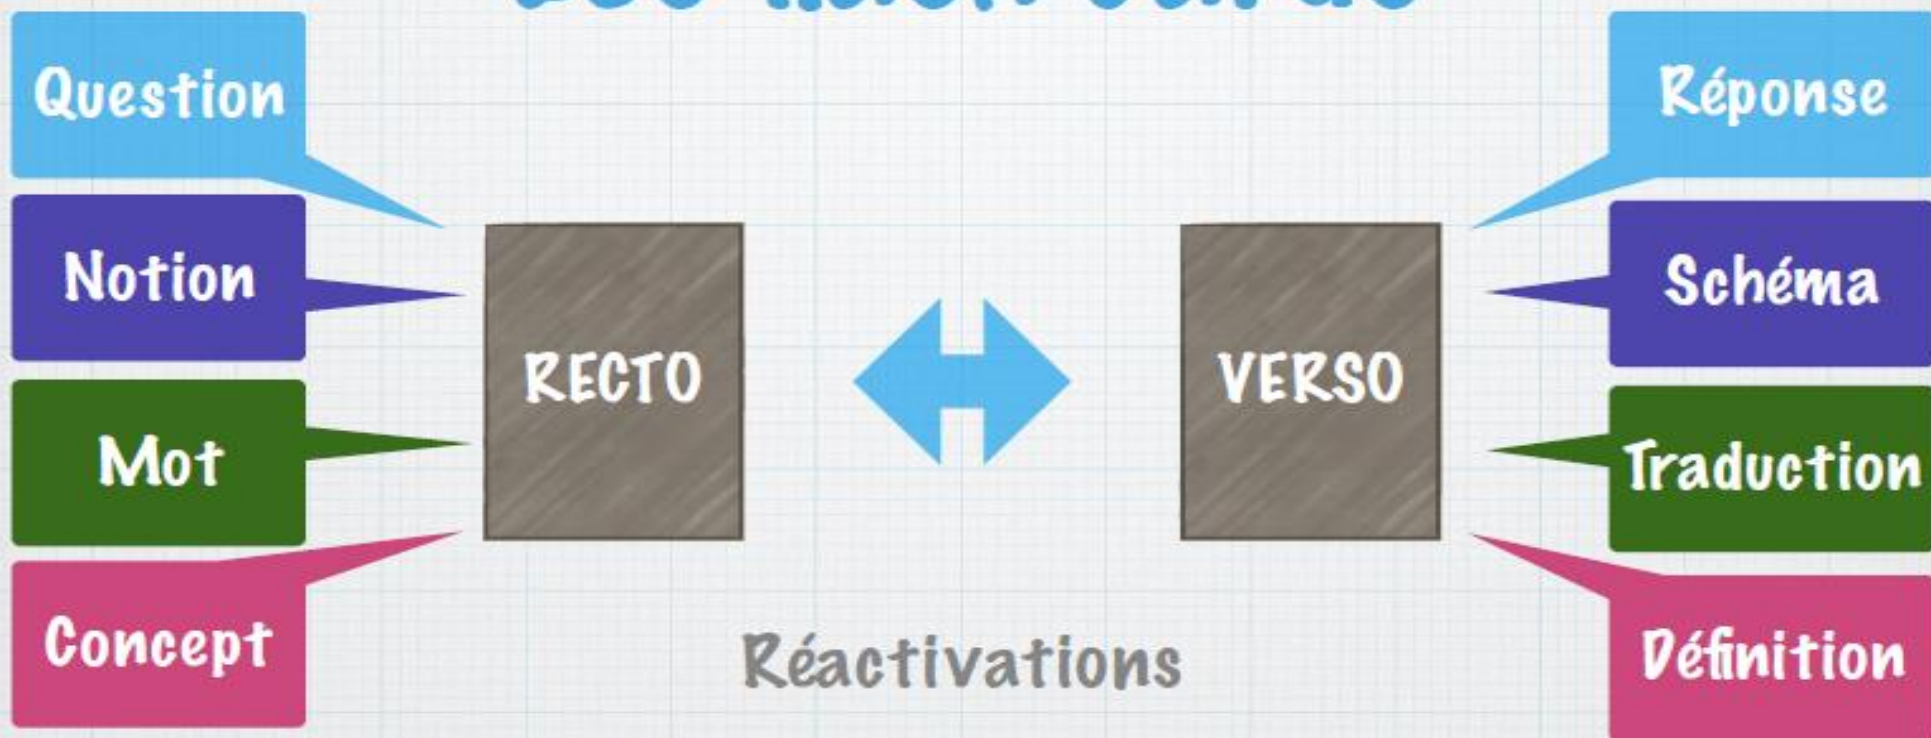 Question
Notion
Mot
Concept
RECTO
VERSO
Réponse
Schéma
Traduction
Définition
Réactivations